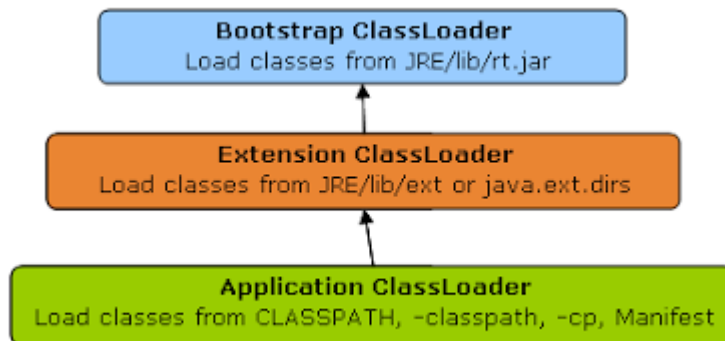 Bootstrap ClassLoader
Load classes from JRE/lib/rt.jar
Extension ClassLoader
Load classes from JRE/lib/ext or java.ext.dirs
Application ClassLoader
Load classes from CLASSPATH, -classpath, -cp, Manifest